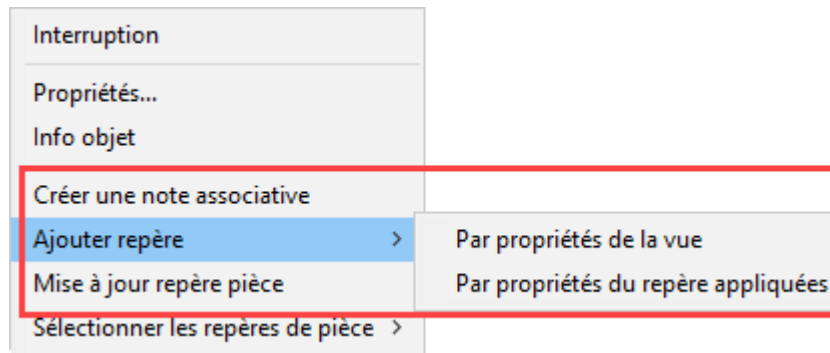 Interruption
Propriétés...
Info objet
Créer une note associative
Ajouter repère >
Par propriétés de la vue
Par propriétés du repère appliquées
Mise à jour repère pièce
Sélectionner les repères de pièce >